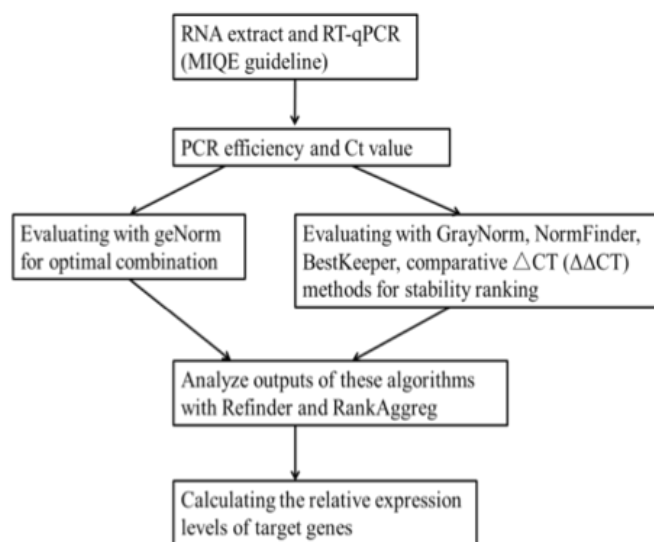 RNA extract and RT-qPCR
(MIQE guideline)
PCR efficiency and Ct value
Evaluating with geNorm
for optimal combination
Evaluating with GrayNorm, NormFinder,
BestKeeper, comparative △CT (ΔΔCT)
methods for stability ranking
Analyze outputs of these algorithms
with Refinder and RankAggreg
Calculating the relative expression
levels of target genes